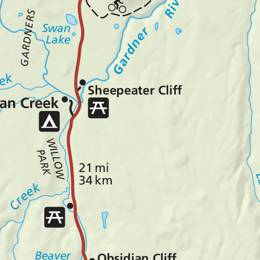 GARDNERS
Swan
Lake
Gardner
Riv
ek
Sheepeater Cliff
an Creek
WILLOW
PARK
21 mi
34 km
Creek
Beaver
Obsidian Cliff